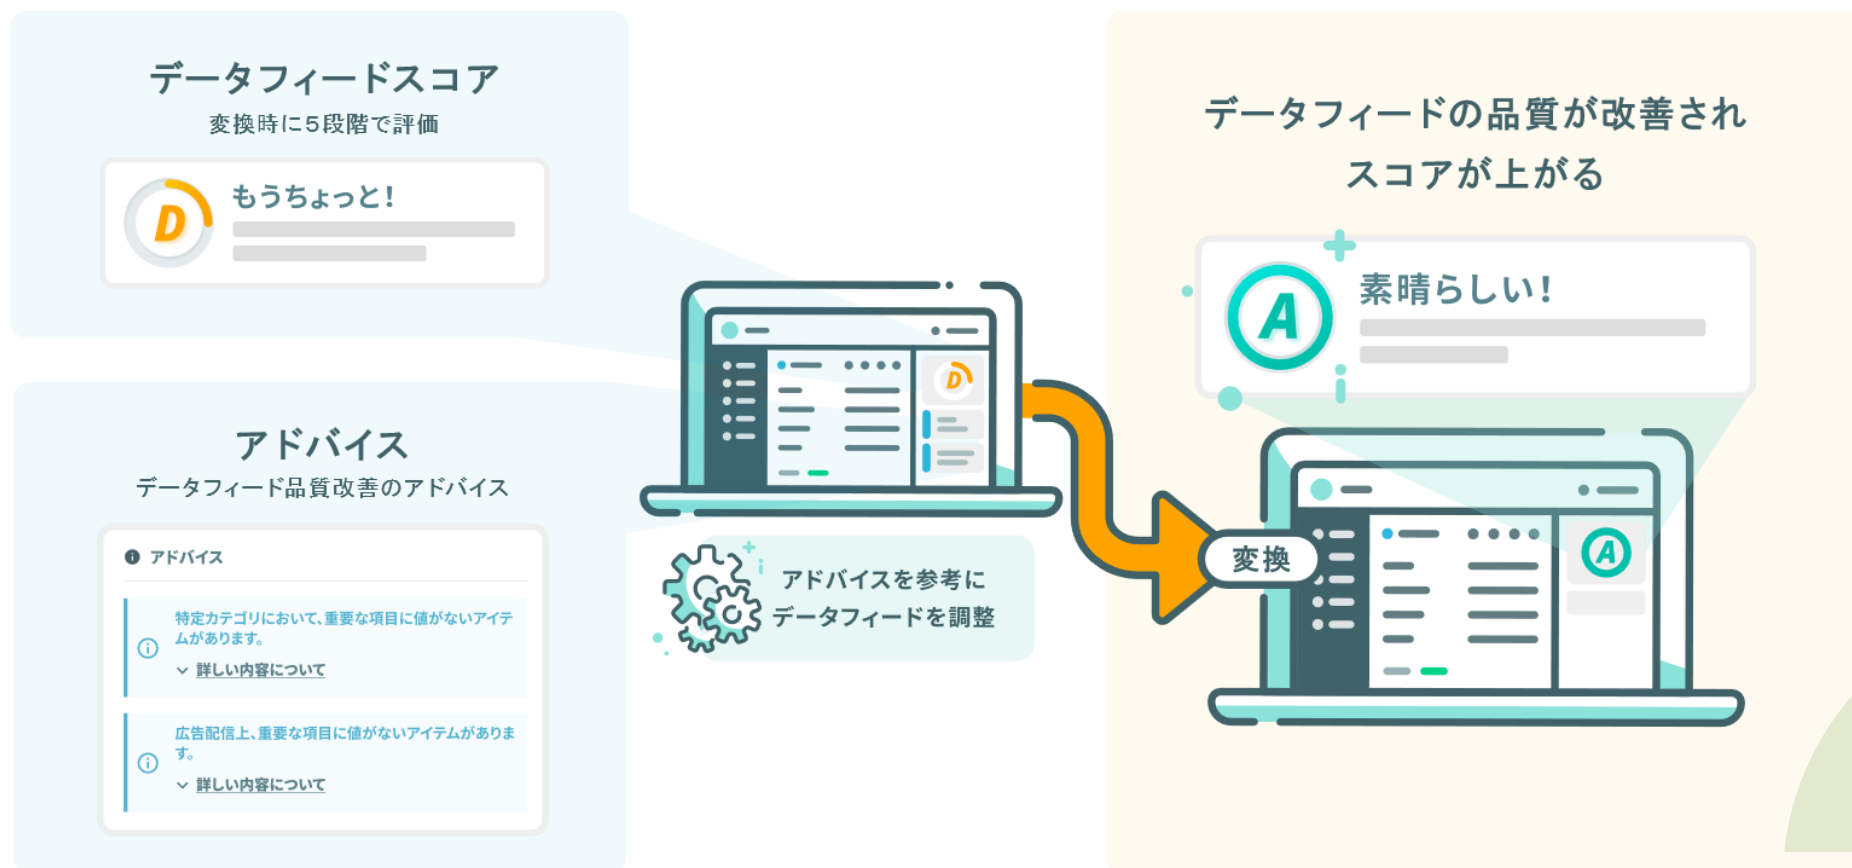 データフィードスコア
変換時に5段階で評価
D
もうちょっと!
アドバイス
データフィード品質改善のアドバイス
アドバイス
特定カテゴリにおいて、重要な項目に値がないアイテ
ムがあります。
詳しい内容について
広告配信上、重要な項目に値がないアイテムがありま
す。
詳しい内容について
D
アドバイスを参考に
データフィードを調整
変換
データフィードの品質が改善され
スコアが上がる
A
素晴らしい!
A